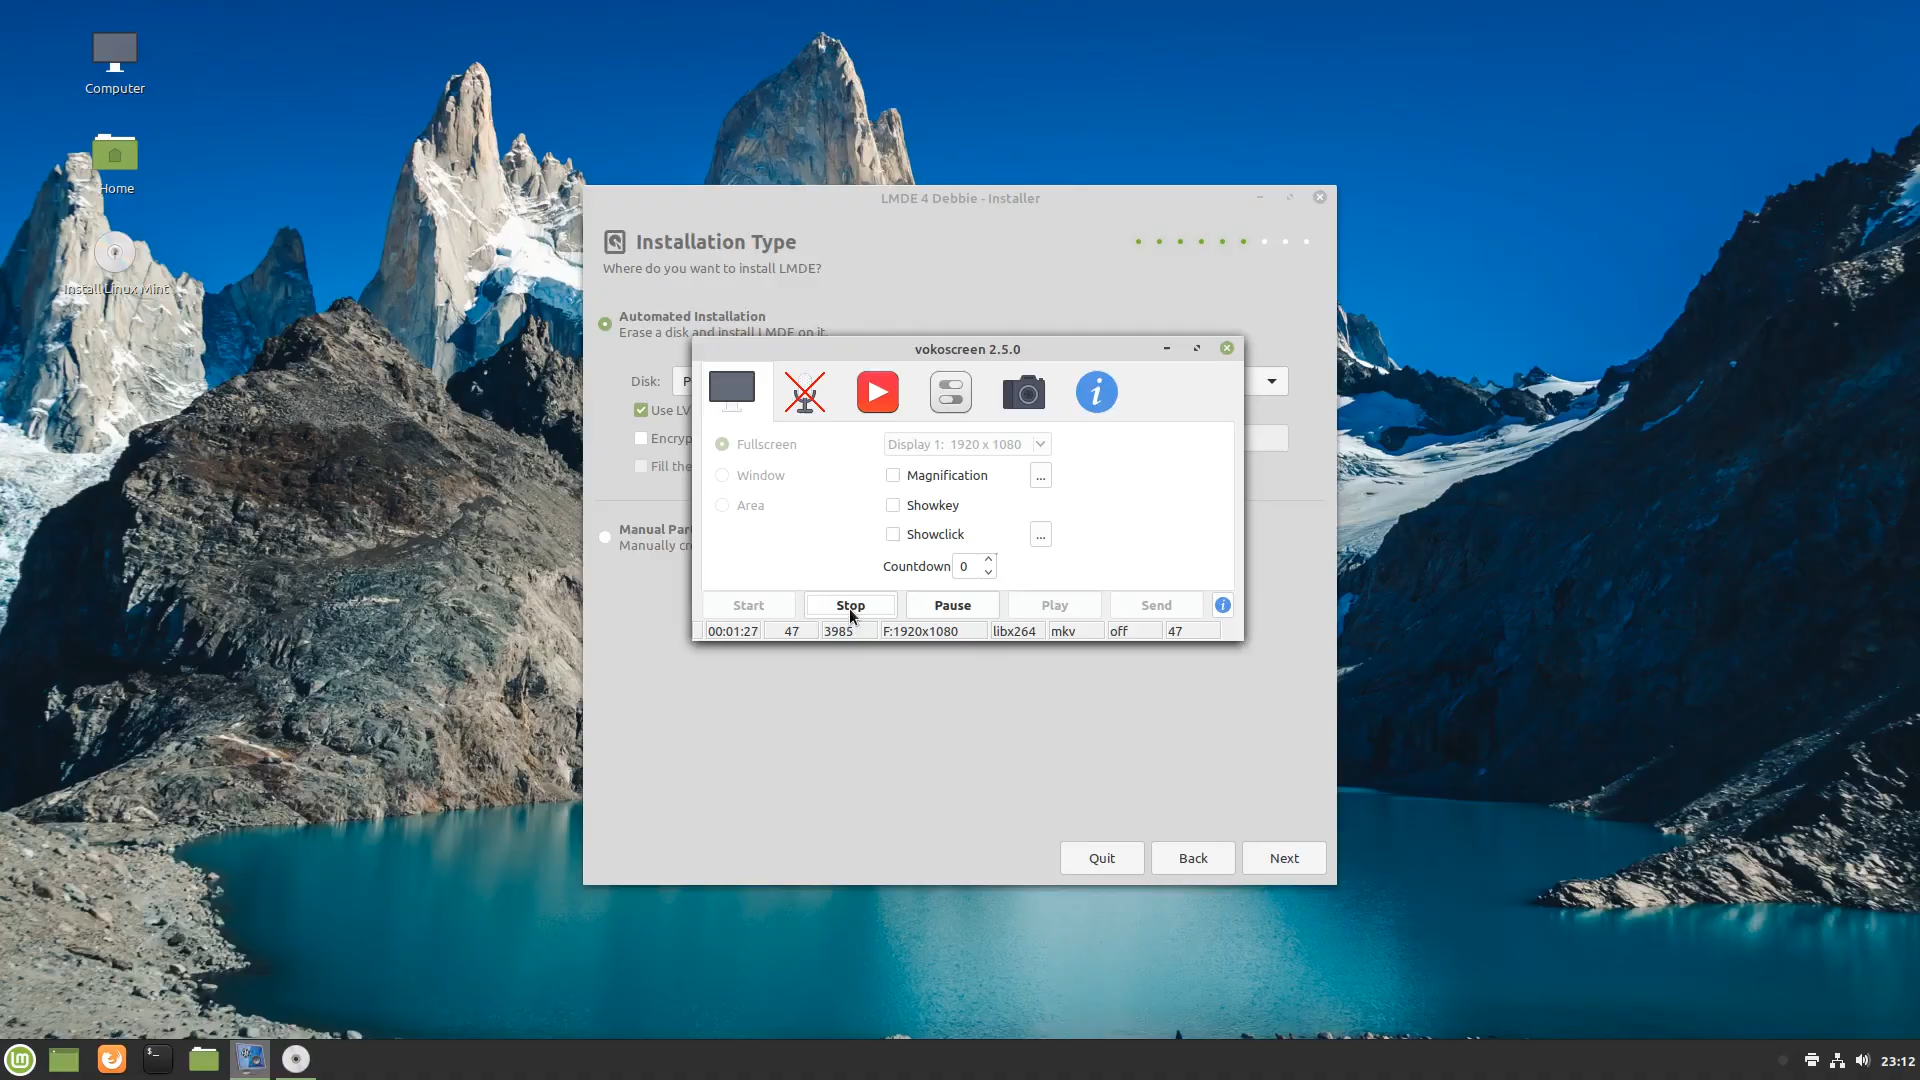 Computer
Home
Install Linux Mint
LMDE 4 Debbie - Installer
Installation Type
Where do you want to install LMDE?
Automated Installation
Erase a disk and install LMDE on it.
Disk: P
Use LV
Encryp
Fill the
Manual Par
Manually cr
vokoscreen 2.5.0
Fullscreen
Display 1: 1920 x 1080
Window
Magnification
...
Area
Showkey
Showclick
...
Countdown 0
Start
Stop
Pause
Play
Send
i
00:01:27
47
3985
F:1920x1080
libx264
mkv
off
47
Quit
Back
Next
23:12